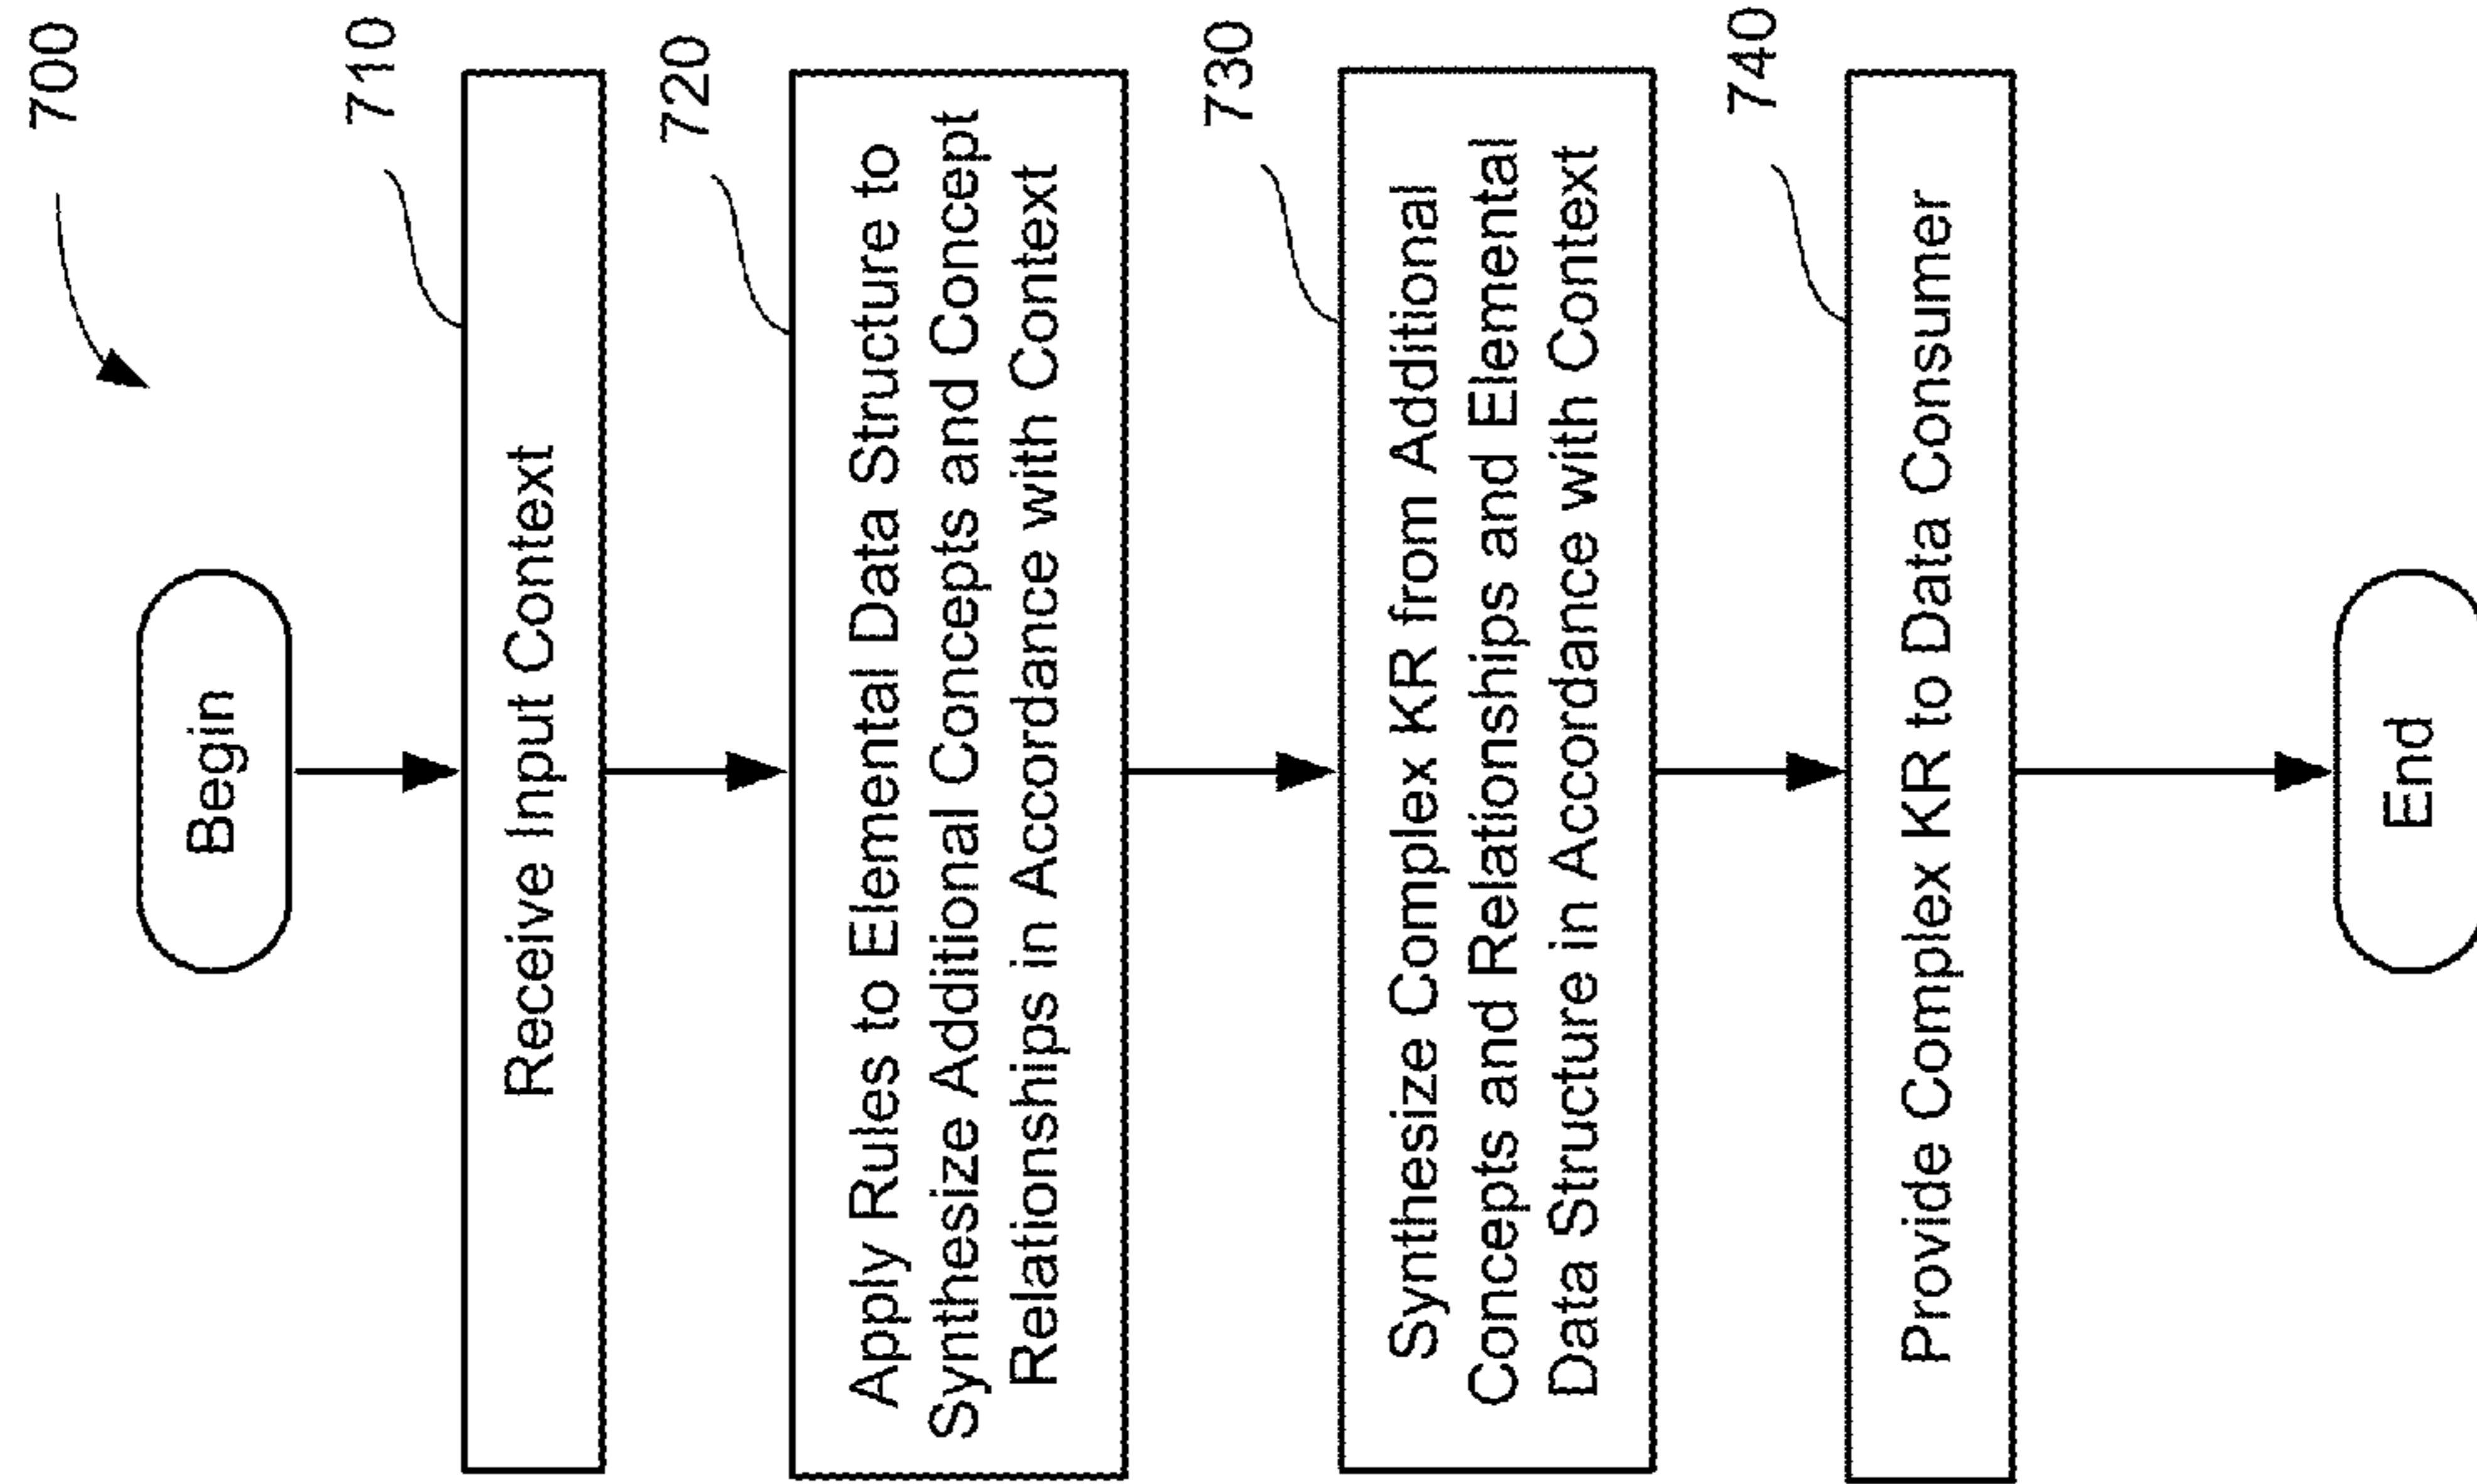 700
Begin
710
Receive Input Context
720
Apply Rules to Elemental Data Structure to
Synthesize Additional Concepts and Concept
Relationships in Accordance with Context
730
Synthesize Complex KR from Additional
Concepts and Relationships and Elemental
Data Structure in Accordance with Context
740
Provide Complex KR to Data Consumer
End